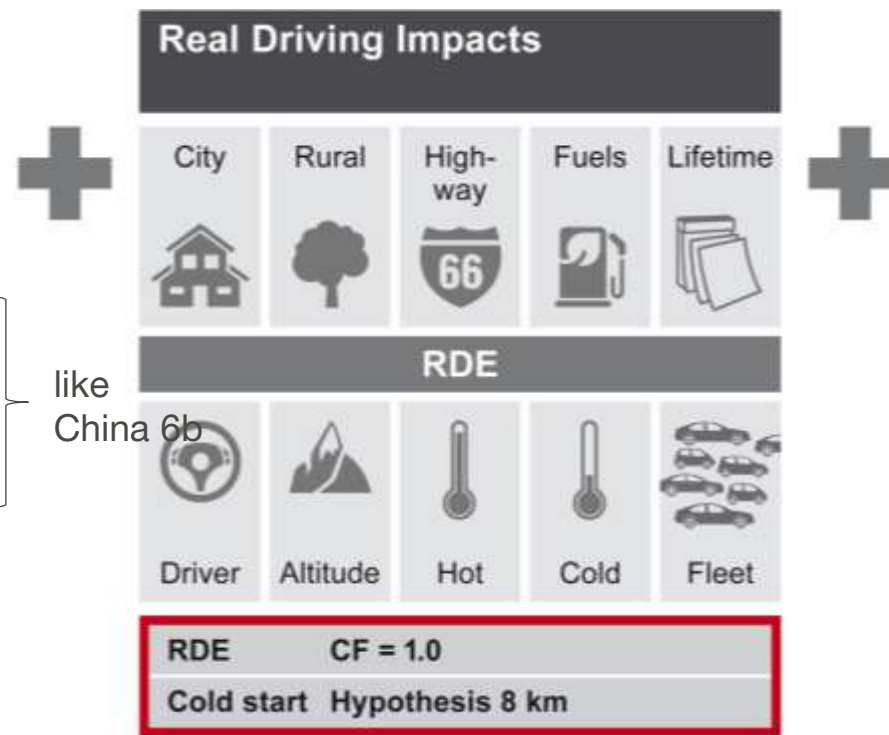 Real Driving Impacts
City Rural High-way Fuels Lifetime
66
RDE
like
China 6b
Driver Altitude Hot Cold Fleet
RDE CF = 1.0
Cold start Hypothesis 8 km